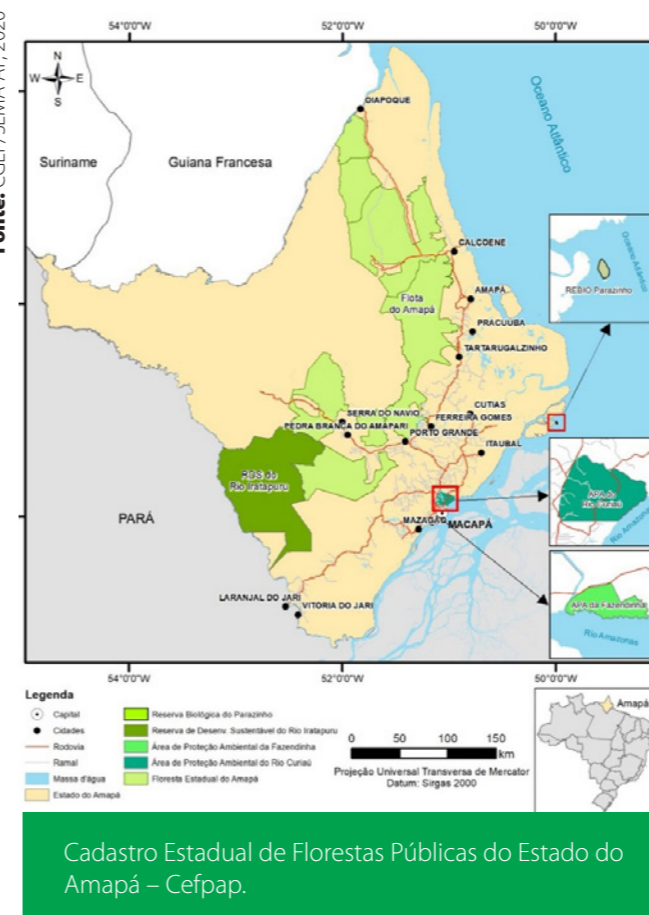 Fonte: CGEF/SEMA-AP, 2020
54°0'0"W
52°0'0"W
50°0'0"W
N
W
E
S
Suriname
Guiana Francesa
Oceano Atlântico
OIAPOQUE
CALÇOENE
Flota
do Amapá
AMAPÁ
PRACUUBA
TARTARUGALZINHO
Oceano Atlântico
REBIO Parazinho
CUTIAS
SERRA DO NAVIO
FERREIRA GOMES
PEDRA BRANCA DO AMAPARI
PORTO GRANDE
ITAUBAL
RDS do
Rio Iratapuru
PARÁ
APA do
Rio Curiaú
Rio Amazonas
MAZAGÃO
MACAPÁ
APA da Fazendinha
Rio Amazonas
LARANJAL DO JARI
VITÓRIA DO JARI
54°0'0"W
52°0'0"W
50°0'0"W
Legenda
Capital
Cidades
Rodovia
Ramal
Massa d'água
Estado do Amapá
Reserva Biológica do Parazinho
Reserva de Desenv. Sustentável do Rio Iratapuru
Área de Proteção Ambiental da Fazendinha
Área de Proteção Ambiental do Rio Curiaú
Floresta Estadual do Amapá
0 50 100 150
km
Projeção Universal Transversa de Mercator
Datum: Sirgas 2000
Amapá
Cadastro Estadual de Florestas Públicas do Estado do
Amapá – Cefpap.